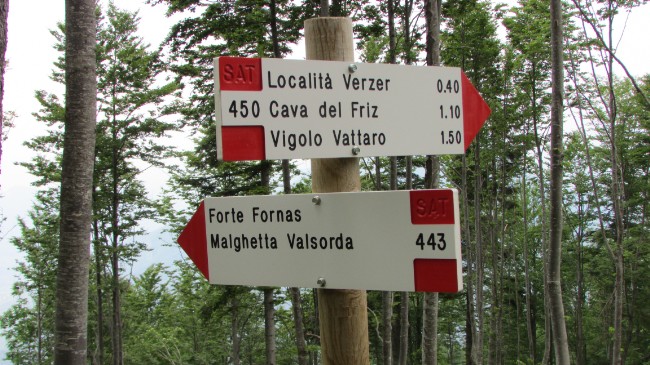 SAT Località Verzer 0.40
450 Cava del Friz 1.10
Vigolo Vattaro 1.50
Forte Fornas SAT
Malghetta Valsorda 443